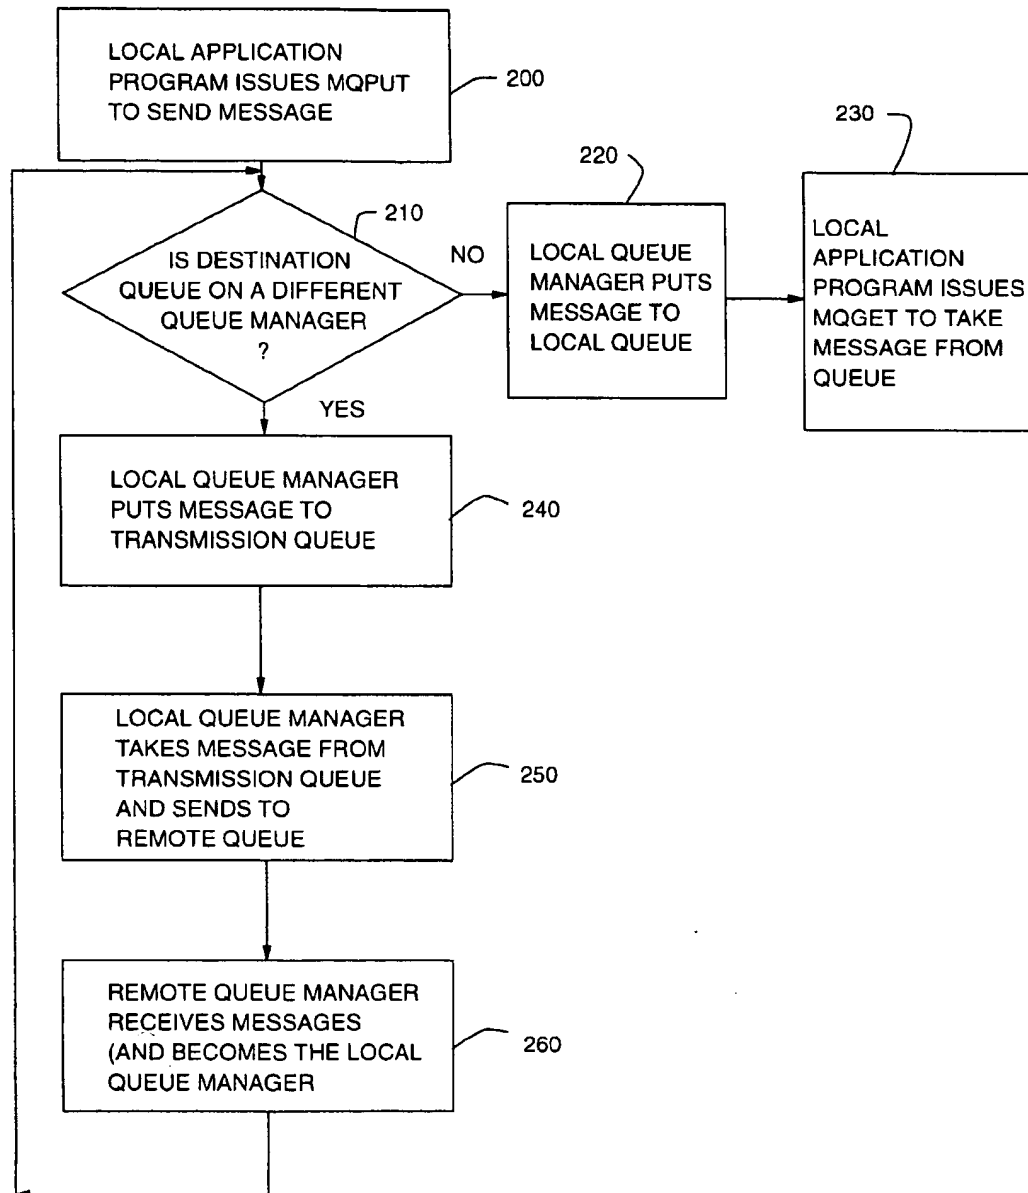 LOCAL APPLICATION
PROGRAM ISSUES MQPUT
TO SEND MESSAGE
200
210
IS DESTINATION
QUEUE ON A DIFFERENT
QUEUE MANAGER
?
NO
YES
220
LOCAL QUEUE
MANAGER PUTS
MESSAGE TO
LOCAL QUEUE
230
LOCAL
APPLICATION
PROGRAM ISSUES
MQGET TO TAKE
MESSAGE FROM
QUEUE
LOCAL QUEUE MANAGER
PUTS MESSAGE TO
TRANSMISSION QUEUE
240
LOCAL QUEUE MANAGER
TAKES MESSAGE FROM
TRANSMISSION QUEUE
AND SENDS TO
REMOTE QUEUE
250
REMOTE QUEUE MANAGER
RECEIVES MESSAGES
(AND BECOMES THE LOCAL
QUEUE MANAGER
260